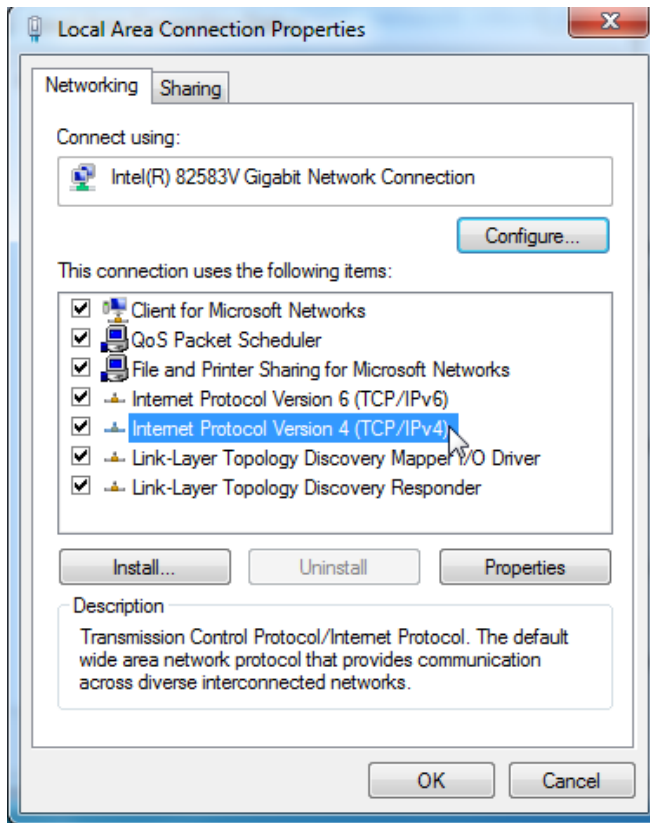 Local Area Connection Properties
Networking
Sharing
Connect using:
Intel(R) 82583V Gigabit Network Connection
Configure...
This connection uses the following items:
Client for Microsoft Networks
QoS Packet Scheduler
File and Printer Sharing for Microsoft Networks
Internet Protocol Version 6 (TCP/IPv6)
Internet Protocol Version 4 (TCP/IPv4)
Link-Layer Topology Discovery Mapper I/O Driver
Link-Layer Topology Discovery Responder
Install...
Uninstall
Properties
Description
Transmission Control Protocol/Internet Protocol. The default
wide area network protocol that provides communication
across diverse interconnected networks.
OK
Cancel